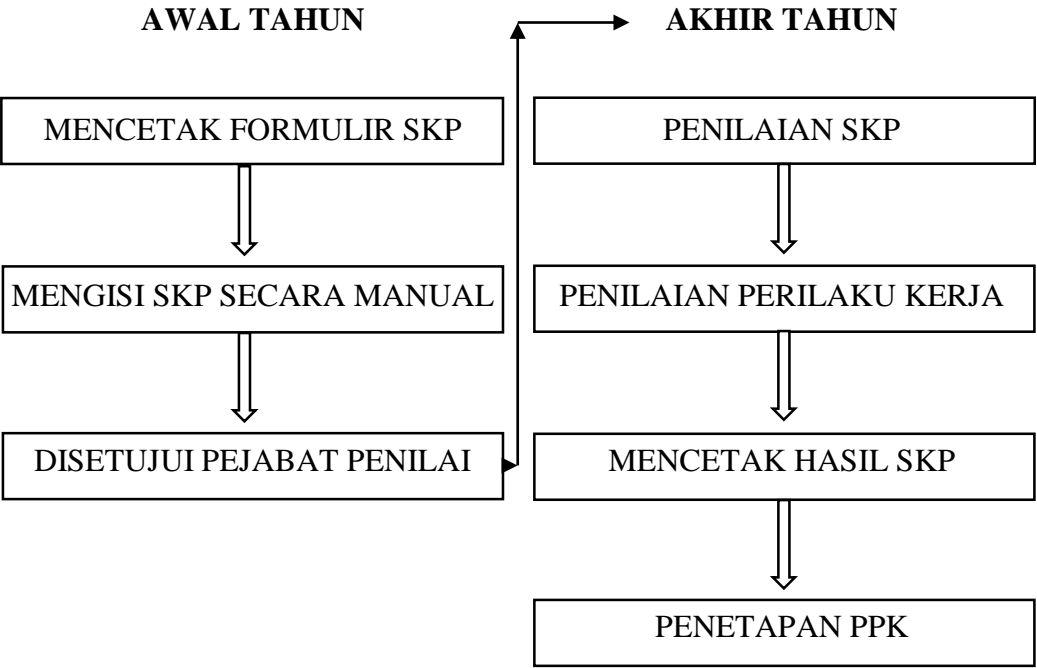 AWAL TAHUN
MENCETAK FORMULIR SKP
MENGISI SKP SECARA MANUAL
DISETUJUI PEJABAT PENILAI
AKHIR TAHUN
PENILAIAN SKP
PENILAIAN PERILAKU KERJA
MENCETAK HASIL SKP
PENETAPAN PPK